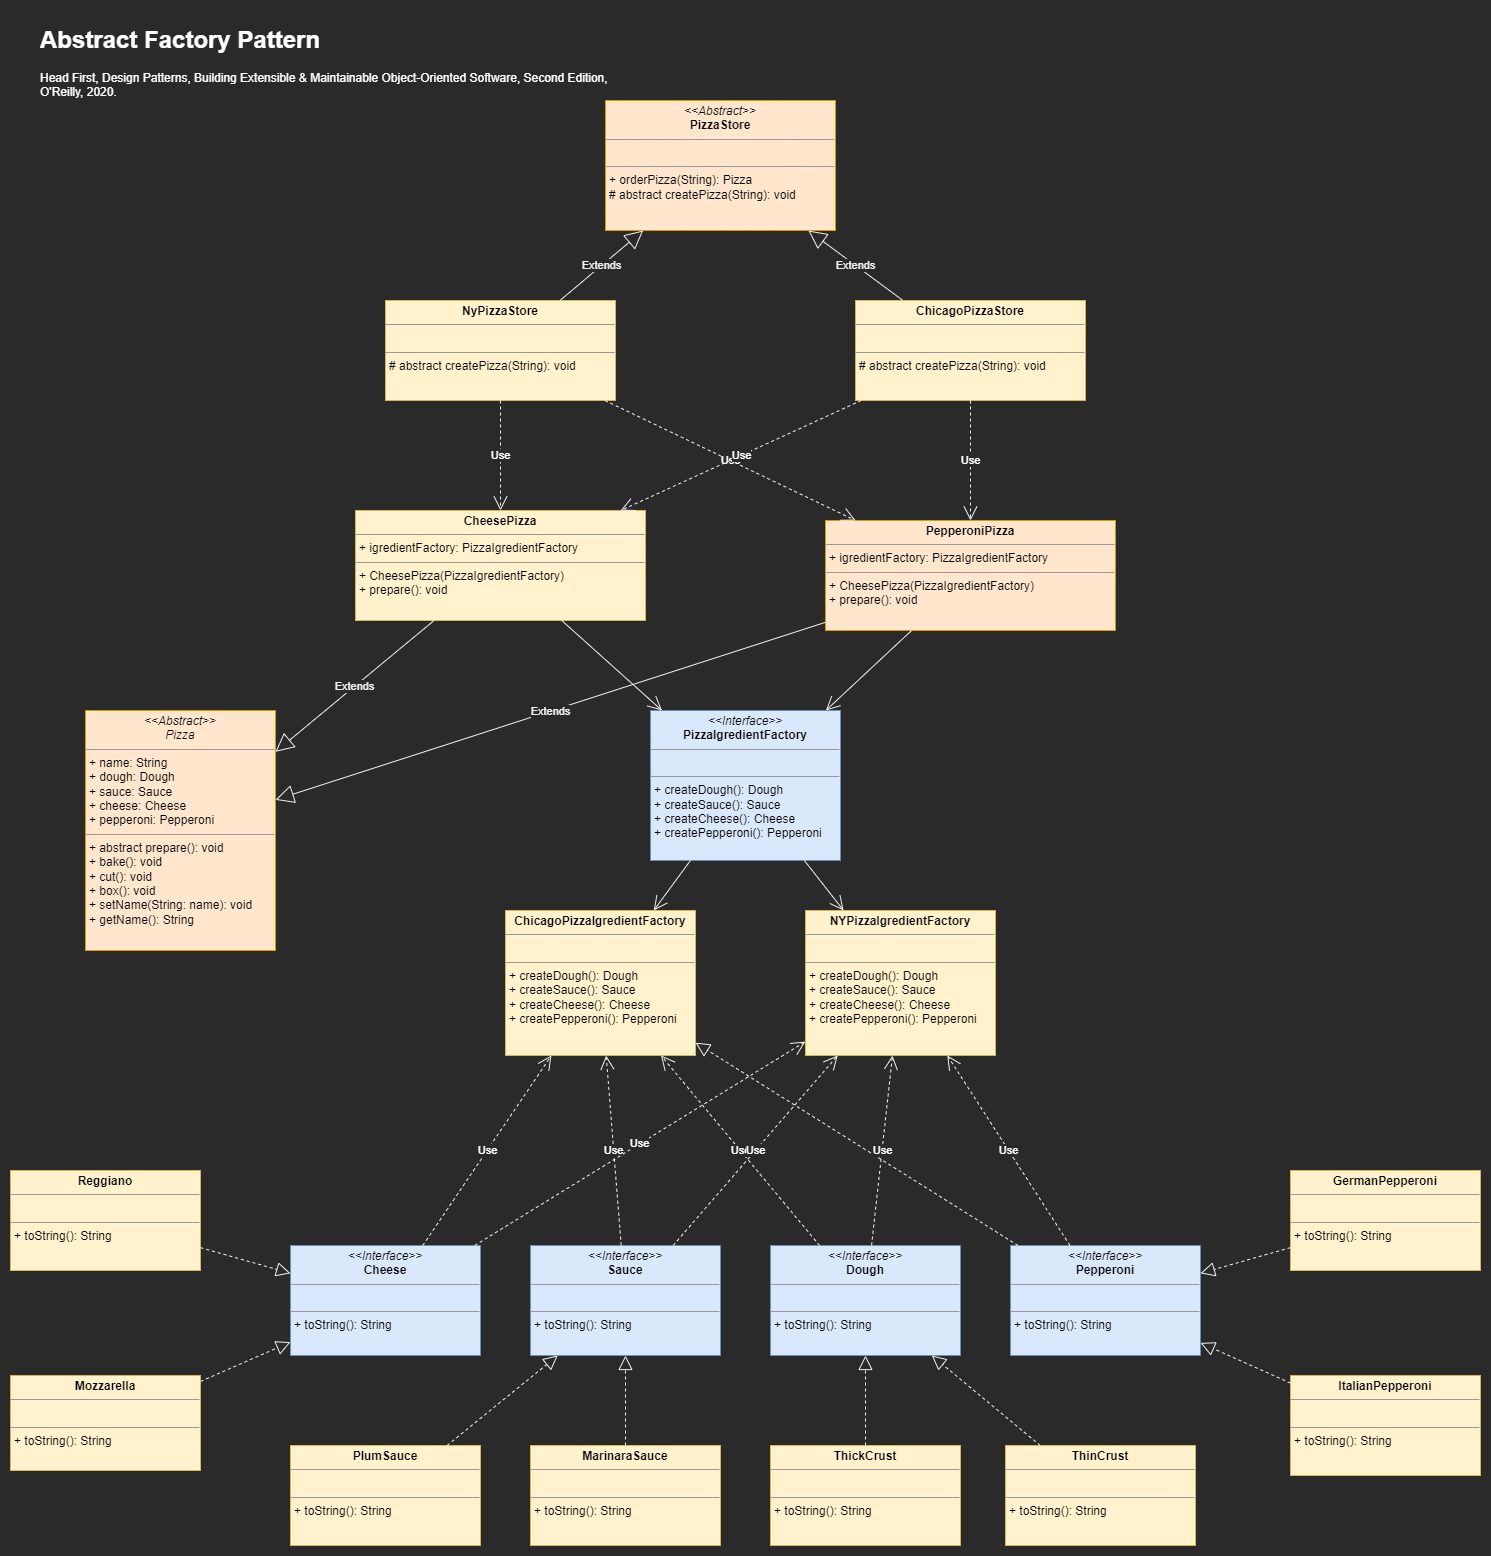 Abstract Factory Pattern
Head First, Design Patterns, Building Extensible & Maintainable Object-Oriented Software, Second Edition,
O'Reilly, 2020.
<<Abstract>>
PizzaStore
+ orderPizza(String): Pizza
# abstract createPizza(String): void
Extends
Extends
NyPizzaStore
# abstract createPizza(String): void
ChicagoPizzaStore
# abstract createPizza(String): void
Use
Use
Use
Use
CheesePizza
+ igredientFactory: PizzaIgredientFactory
+ CheesePizza(PizzaIgredientFactory)
+ prepare(): void
PepperoniPizza
+ igredientFactory: PizzaIgredientFactory
+ CheesePizza(PizzaIgredientFactory)
+ prepare(): void
Extends
Extends
<<Abstract>>
Pizza
+ name: String
+ dough: Dough
+ sauce: Sauce
+ cheese: Cheese
+ pepperoni: Pepperoni
+ abstract prepare(): void
+ bake(): void
+ cut(): void
+ box(): void
+ setName(String: name): void
+ getName(): String
<<Interface>>
PizzaIgredientFactory
+ createDough(): Dough
+ createSauce(): Sauce
+ createCheese(): Cheese
+ createPepperoni(): Pepperoni
ChicagoPizzaIgredientFactory
+ createDough(): Dough
+ createSauce(): Sauce
+ createCheese(): Cheese
+ createPepperoni(): Pepperoni
NYPizzaIgredientFactory
+ createDough(): Dough
+ createSauce(): Sauce
+ createCheese(): Cheese
+ createPepperoni(): Pepperoni
Use
Use
Use
Use
Use
Use
Use
Reggiano
+ toString(): String
GermanPepperoni
+ toString(): String
<<Interface>>
Cheese
+ toString(): String
<<Interface>>
Sauce
+ toString(): String
<<Interface>>
Dough
+ toString(): String
<<Interface>>
Pepperoni
+ toString(): String
Mozzarella
+ toString(): String
ItalianPepperoni
+ toString(): String
PlumSauce
+ toString(): String
MarinaraSauce
+ toString(): String
ThickCrust
+ toString(): String
ThinCrust
+ toString(): String